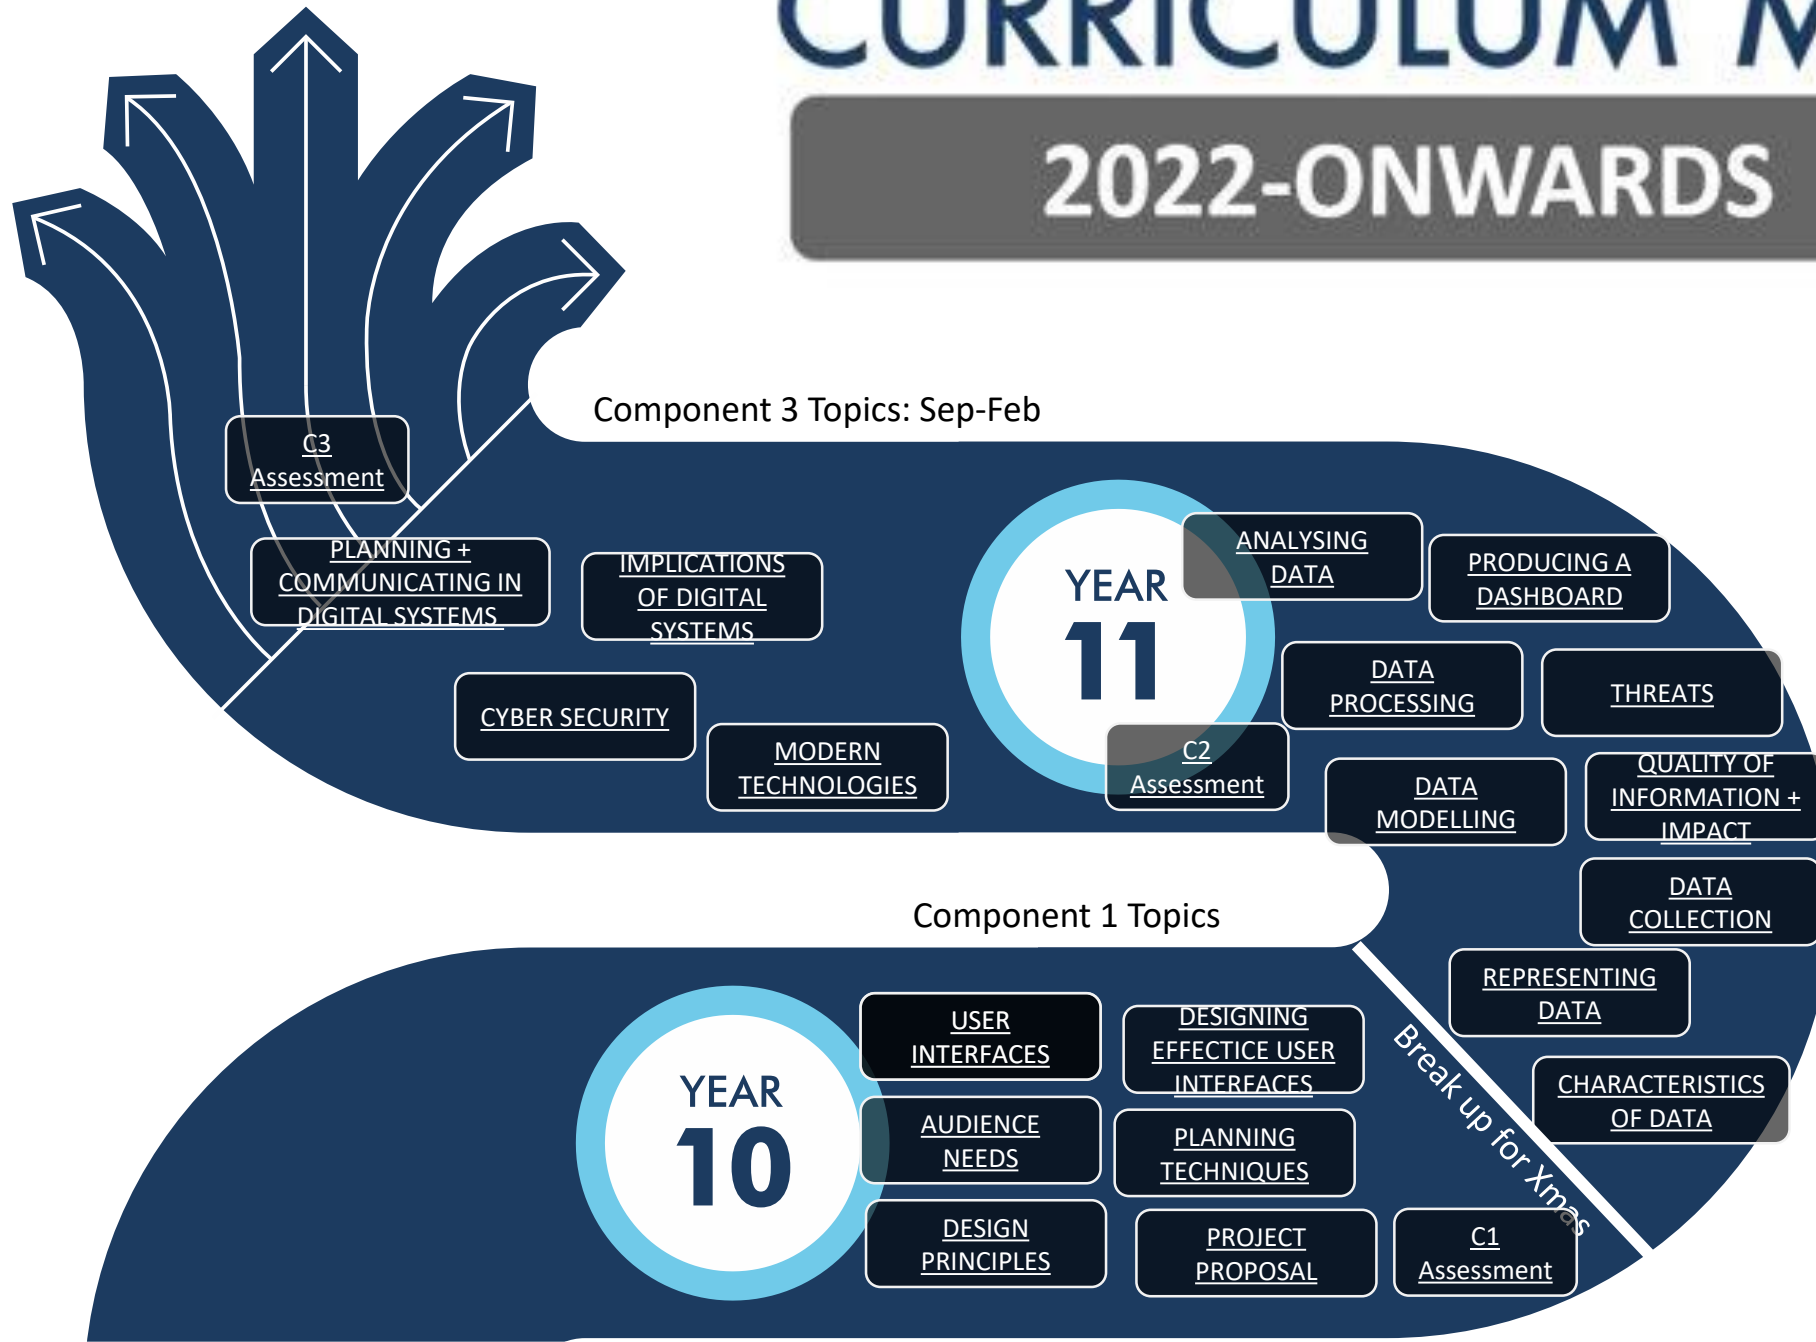 CURRICULUM M
2022-ONWARDS
Component 3 Topics: Sep-Feb
C3
Assessment
PLANNING +
COMMUNICATING IN
DIGITAL SYSTEMS
IMPLICATIONS
OF DIGITAL
SYSTEMS
CYBER SECURITY
MODERN
TECHNOLOGIES
YEAR
11
ANALYSING
DATA
PRODUCING A
DASHBOARD
DATA
PROCESSING
THREATS
C2
Assessment
DATA
MODELLING
QUALITY OF
INFORMATION +
IMPACT
DATA
COLLECTION
REPRESENTING
DATA
CHARACTERISTICS
OF DATA
Component 1 Topics
Break up for Xmas
YEAR
10
USER
INTERFACES
DESIGNING
EFFECTICE USER
INTERFACES
AUDIENCE
NEEDS
PLANNING
TECHNIQUES
DESIGN
PRINCIPLES
PROJECT
PROPOSAL
C1
Assessment